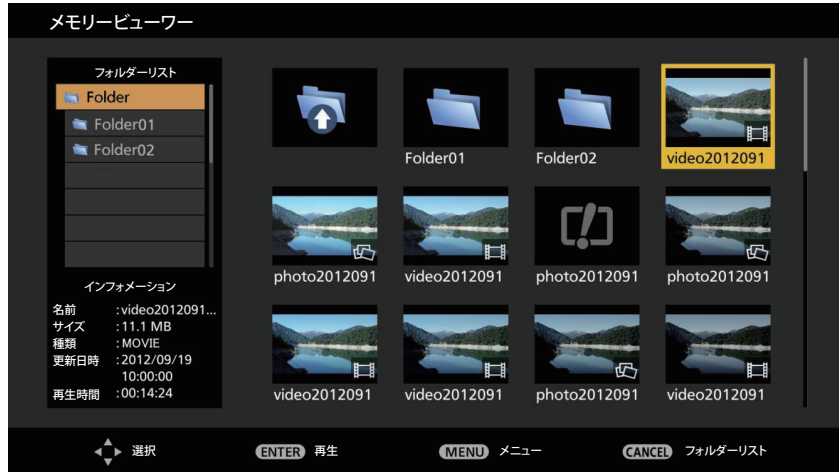 メモリービューワー
フォルダーリスト
Folder
Folder01
Folder02
インフォメーション
名前 :video2012091...
サイズ :11.1 MB
種類 :MOVIE
更新日時 :2012/09/19
10:00:00
再生時間 :00:14:24
Folder01 Folder02 video2012091
photo2012091 video2012091 photo2012091 photo2012091
video2012091 video2012091 photo2012091 video2012091
選択 ENTER 再生 MENU メニュー CANCEL フォルダーリスト